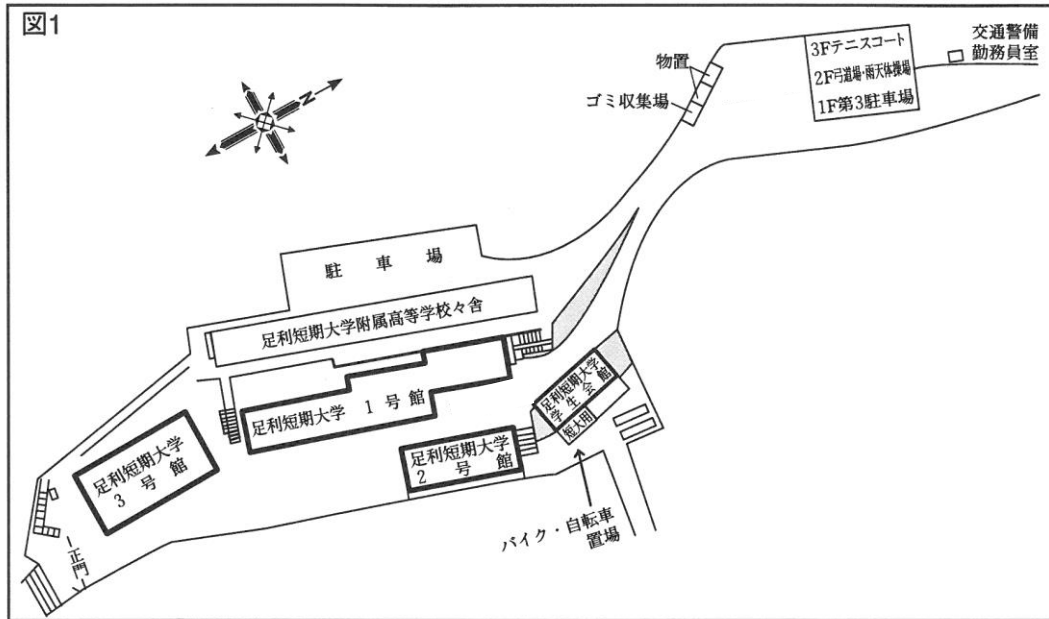 図1
交通警備
勤務員室
3Fテニスコート
2F弓道場・雨天体操場
1F第3駐車場
物置
ゴミ収集場
N
駐車場
足利短期大学附属高等学校々舎
足利短期大学 1号館
足利短期大学
学生会館
短大用
足利短期大学
2号館
足利短期大学
3号館
バイク・自転車
置場
正門